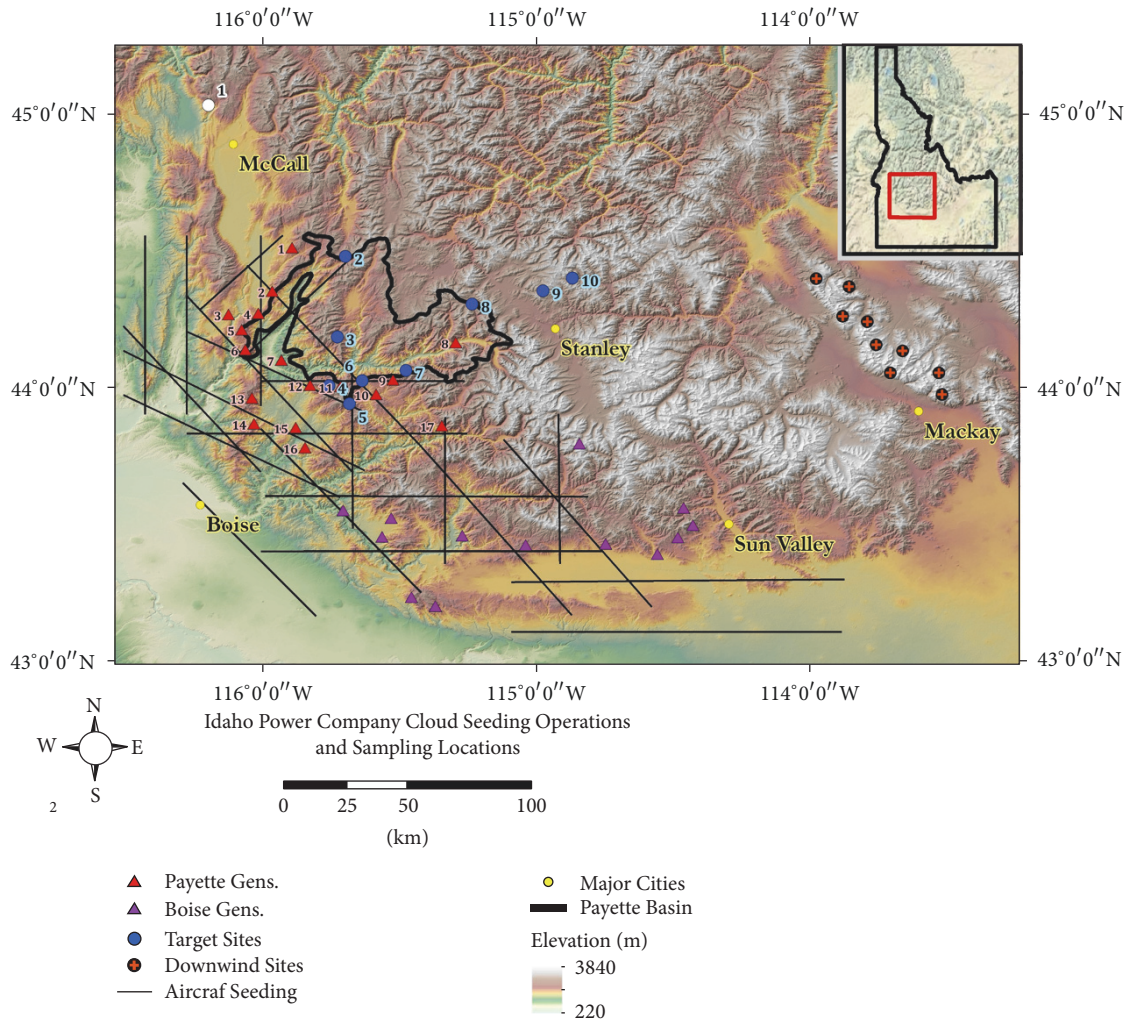 116°0'0"W 115°0'0"W 114°0'0"W
45°0'0"N 45°0'0"N
1
McCall
1
2
2
10
9
8
3
4
5
3
8
Stanley
6
7
6
7
44°0'0"N 44°0'0"N
12
11
4
9
10
5
13
Mackay
14
15
17
16
Boise
Sun Valley
43°0'0"N 43°0'0"N
116°0'0"W 115°0'0"W 114°0'0"W
N
W E
S
Idaho Power Company Cloud Seeding Operations
and Sampling Locations
2
0 25 50 100
(km)
Payette Gens.
Boise Gens.
Target Sites
Downwind Sites
Aircraf Seeding
Major Cities
Payette Basin
Elevation (m)
3840
220